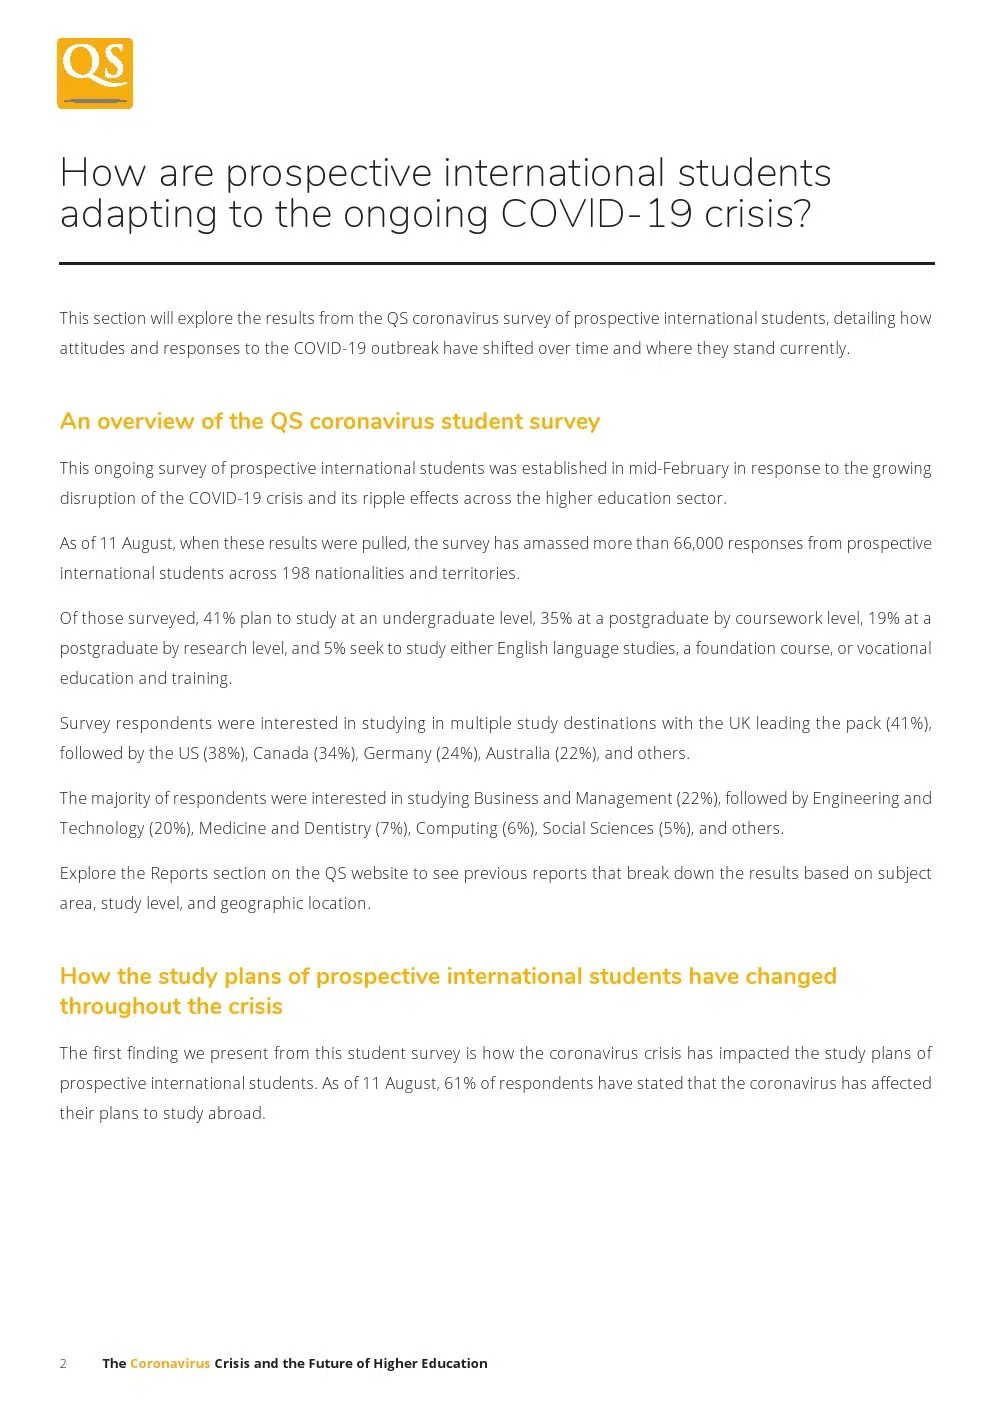 QS
How are prospective international students
adapting to the ongoing COVID-19 crisis?
This section will explore the results from the QS coronavirus survey of prospective international students, detailing how
attitudes and responses to the COVID-19 outbreak have shifted over time and where they stand currently.
An overview of the QS coronavirus student survey
This ongoing survey of prospective international students was established in mid-February in response to the growing
disruption of the COVID-19 crisis and its ripple effects across the higher education sector.
As of 11 August, when these results were pulled, the survey has amassed more than 66,000 responses from prospective
international students across 198 nationalities and territories.
Of those surveyed, 41% plan to study at an undergraduate level, 35% at a postgraduate by coursework level, 19% at a
postgraduate by research level, and 5% seek to study either English language studies, a foundation course, or vocational
education and training.
Survey respondents were interested in studying in multiple study destinations with the UK leading the pack (41%),
followed by the US (38%), Canada (34%), Germany (24%), Australia (22%), and others.
The majority of respondents were interested in studying Business and Management (22%), followed by Engineering and
Technology (20%), Medicine and Dentistry (7%), Computing (6%), Social Sciences (5%), and others.
Explore the Reports section on the QS website to see previous reports that break down the results based on subject
area, study level, and geographic location.
How the study plans of prospective international students have changed
throughout the crisis
The first finding we present from this student survey is how the coronavirus crisis has impacted the study plans of
prospective international students. As of 11 August, 61% of respondents have stated that the coronavirus has affected
their plans to study abroad.
2 The Coronavirus Crisis and the Future of Higher Education